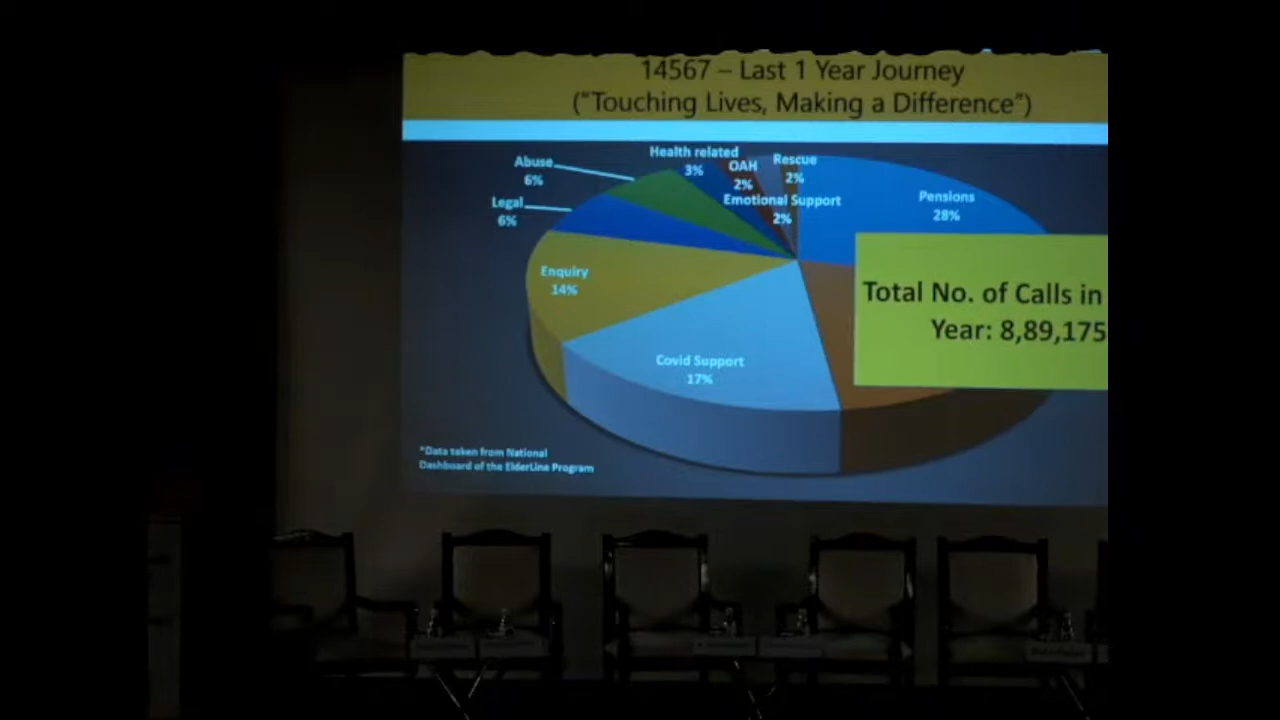 14567 – Last 1 Year Journey
("Touching Lives, Making a Difference")
Health related
3%
OAH
2%
Rescue
2%
Abuse
6%
Emotional Support
2%
Pensions
28%
Legal
6%
Enquiry
14%
Total No. of Calls in
Year: 8,89,175
Covid Support
17%
*Data taken from National
Dashboard of the ElderLine Program